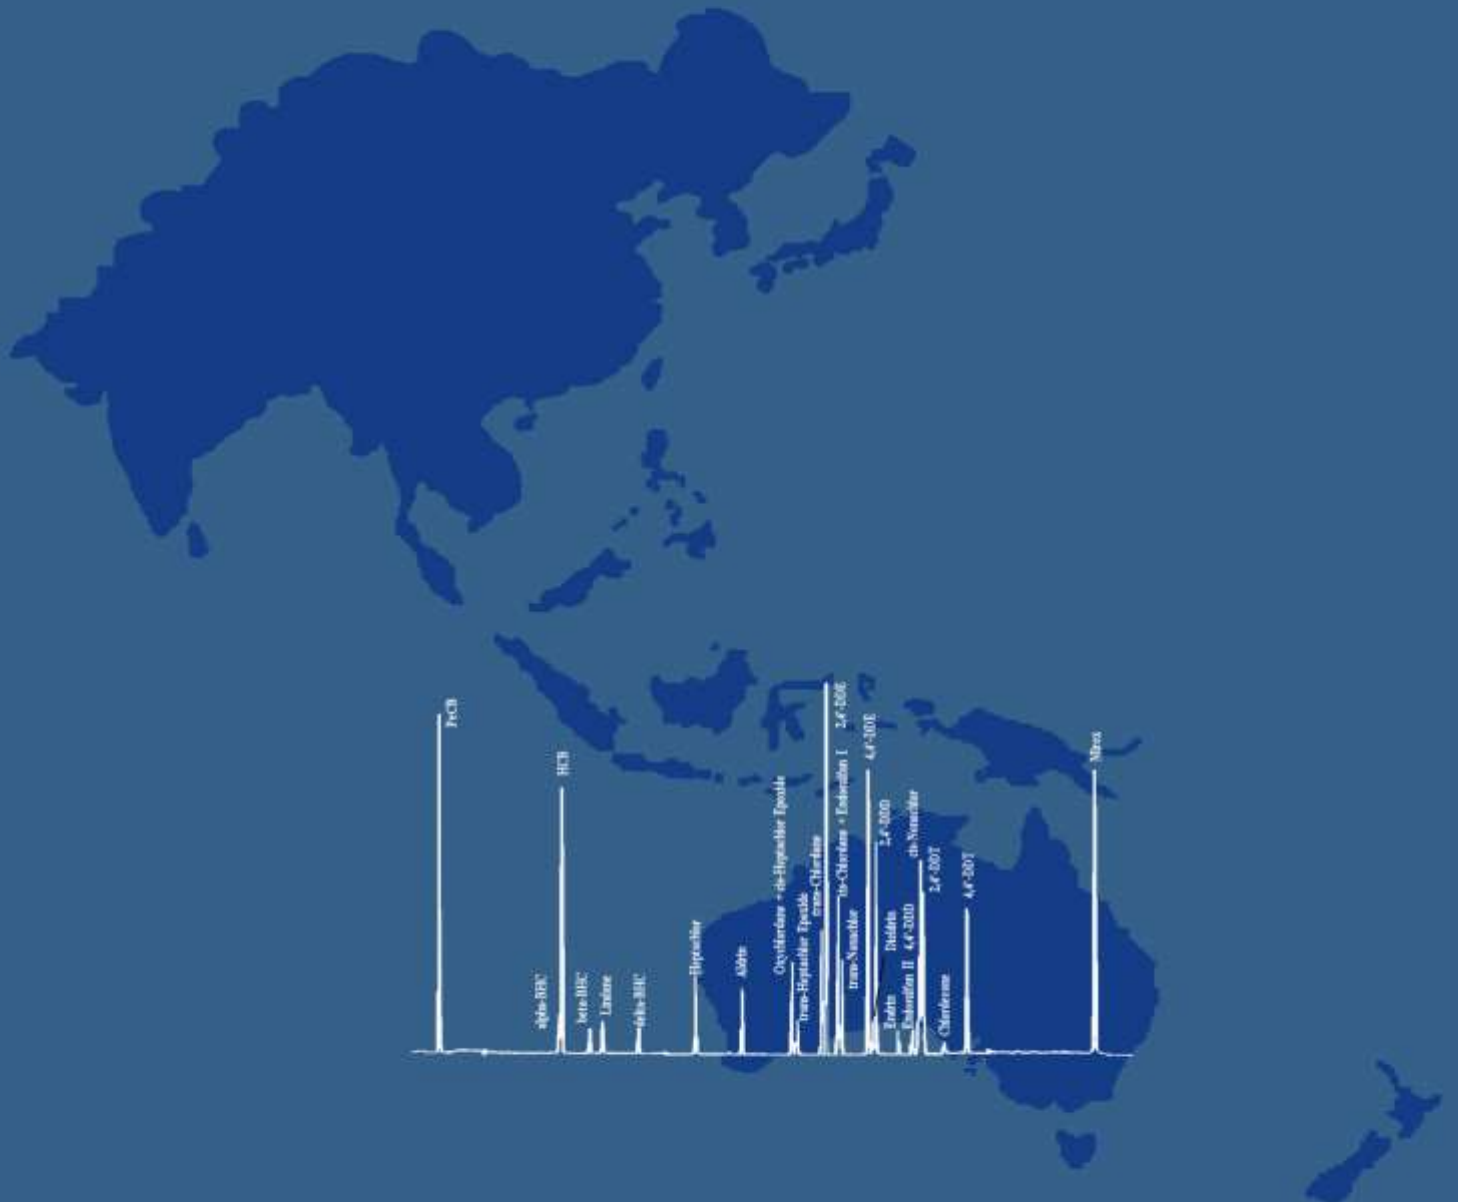 PeCB
alpha-BHC
HCB
beta-BHC
Lindane
delta-BHC
Heptachlor
Aldrin
Oxychlordane + cis-Heptachlor Epoxide
trans-Heptachlor Epoxide
trans-Chlordane
2,4'-DDE
cis-Chlordane + Endosulfan I
trans-Nonachlor
4,4'-DDE
2,4'-DDD
Dieldrin
Endrin
Endosulfan II
4,4'-DDD
cis-Nonachlor
2,4'-DDT
Chlordecone
4,4'-DDT
Mirex